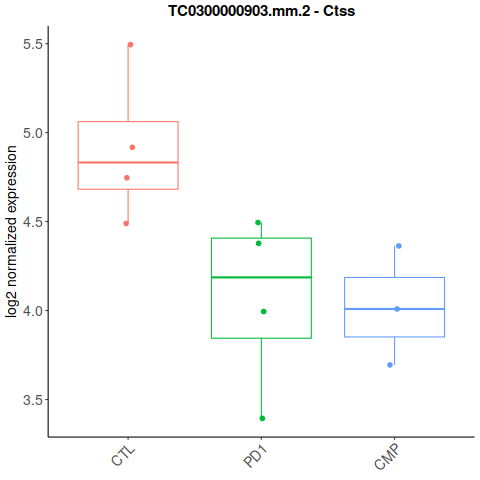 TC0300000903.mm.2 - Ctss
log2 normalized expression
5.5
5.0
4.5
4.0
3.5
CTL
PD1
CMP